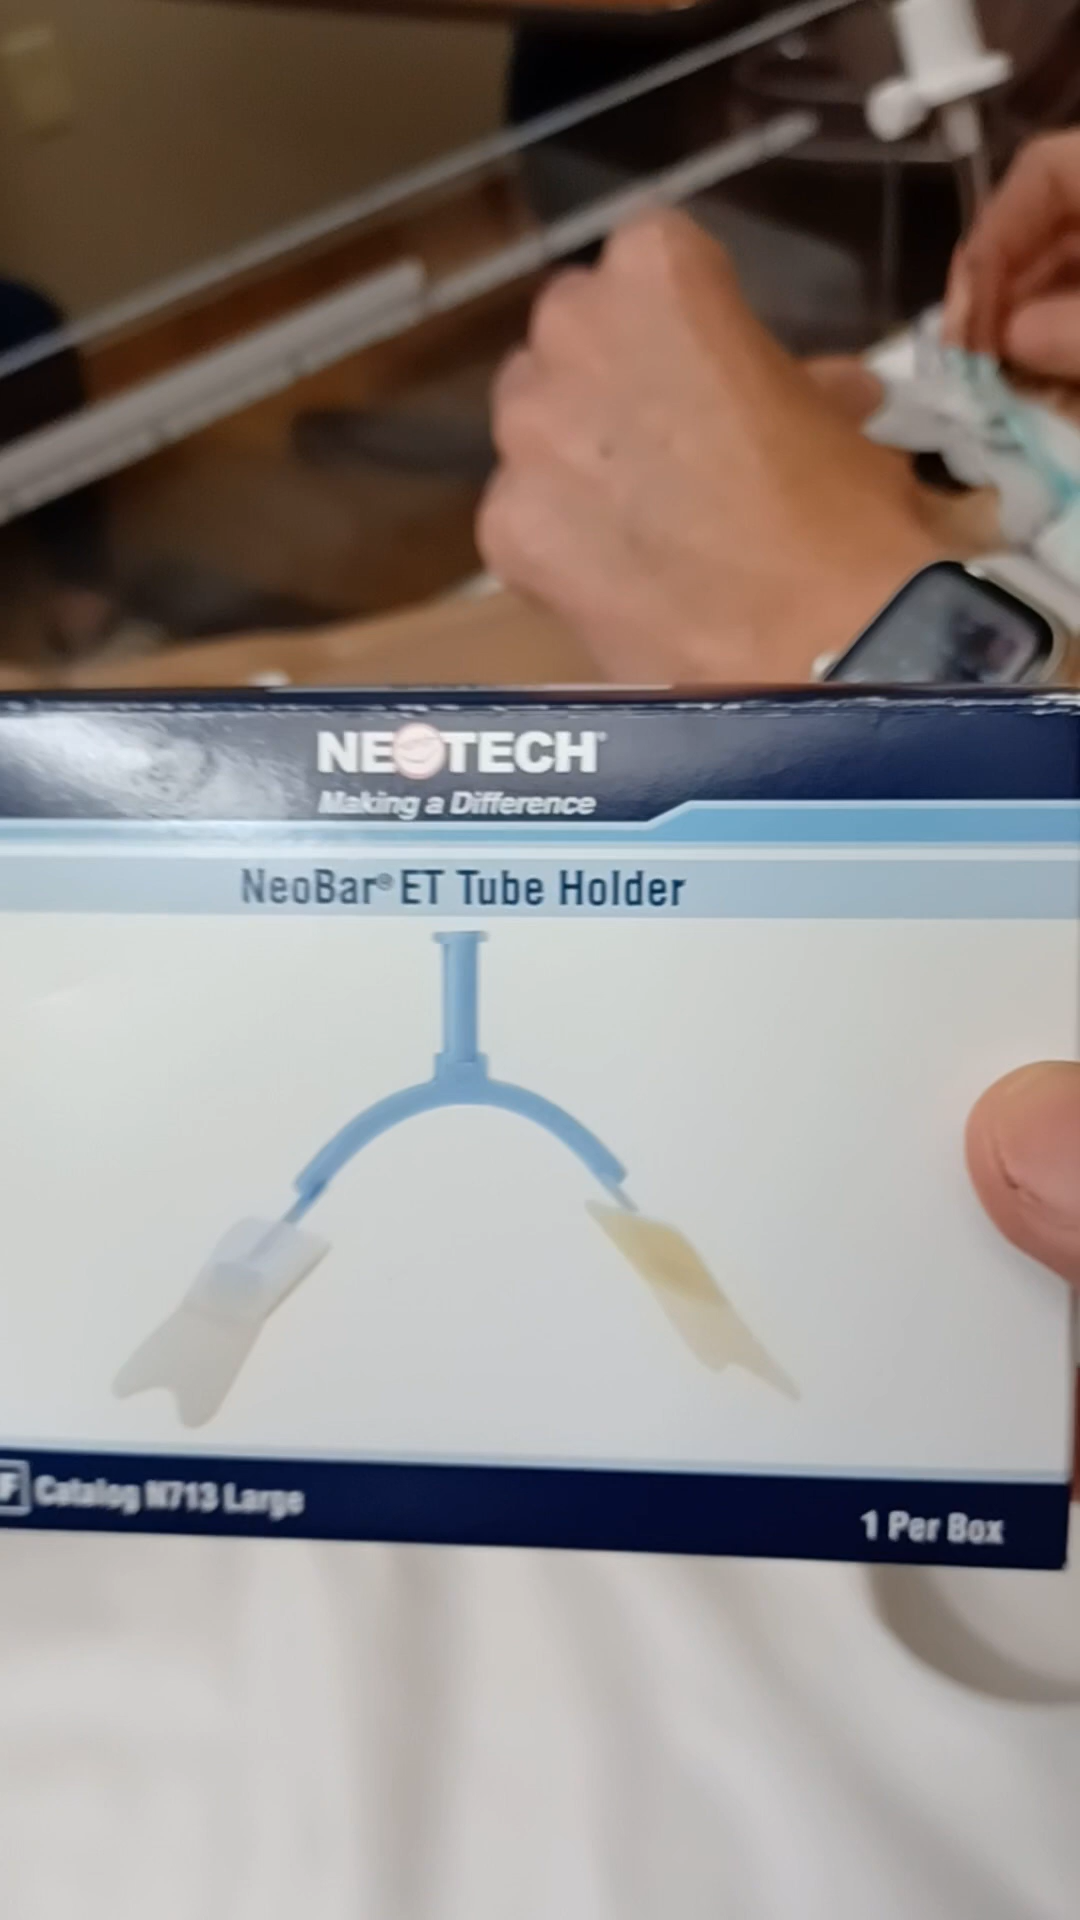 NEOTECH®
Making a Difference
NeoBar® ET Tube Holder
F Catalog N713 Large
1 Per Box